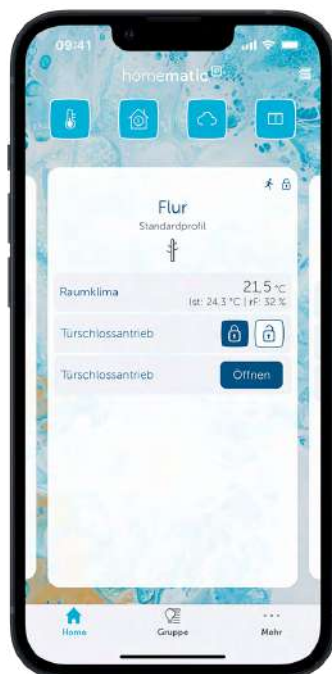 09:41
homematic IP
Flur
Standardprofil
Raumklima
21.5 °C
Ist: 24.3 °C | rF: 32 %
Türschlossantrieb
Türschlossantrieb
Öffnen
Home
Gruppe
Mehr